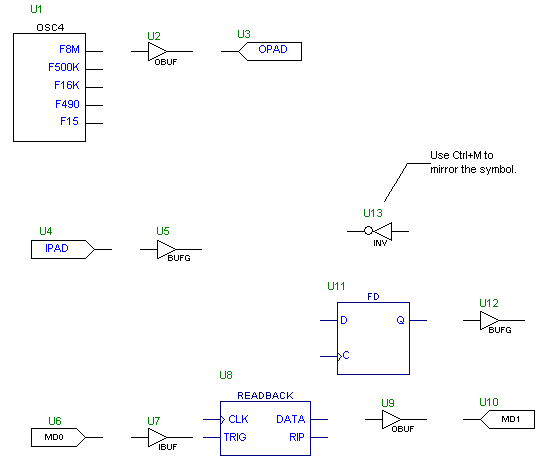 U1
OSC4
F8M
F500K
F16K
F490
F15
U2
OBUF
U3
OPAD
Use Ctrl+M to
mirror the symbol.
U13
INV
U4
IPAD
U5
BUFG
U11
FD
D
Q
C
U12
BUFG
U8
READBACK
CLK
DATA
TRIG
RIP
U6
MD0
U7
IBUF
U9
OBUF
U10
MD1